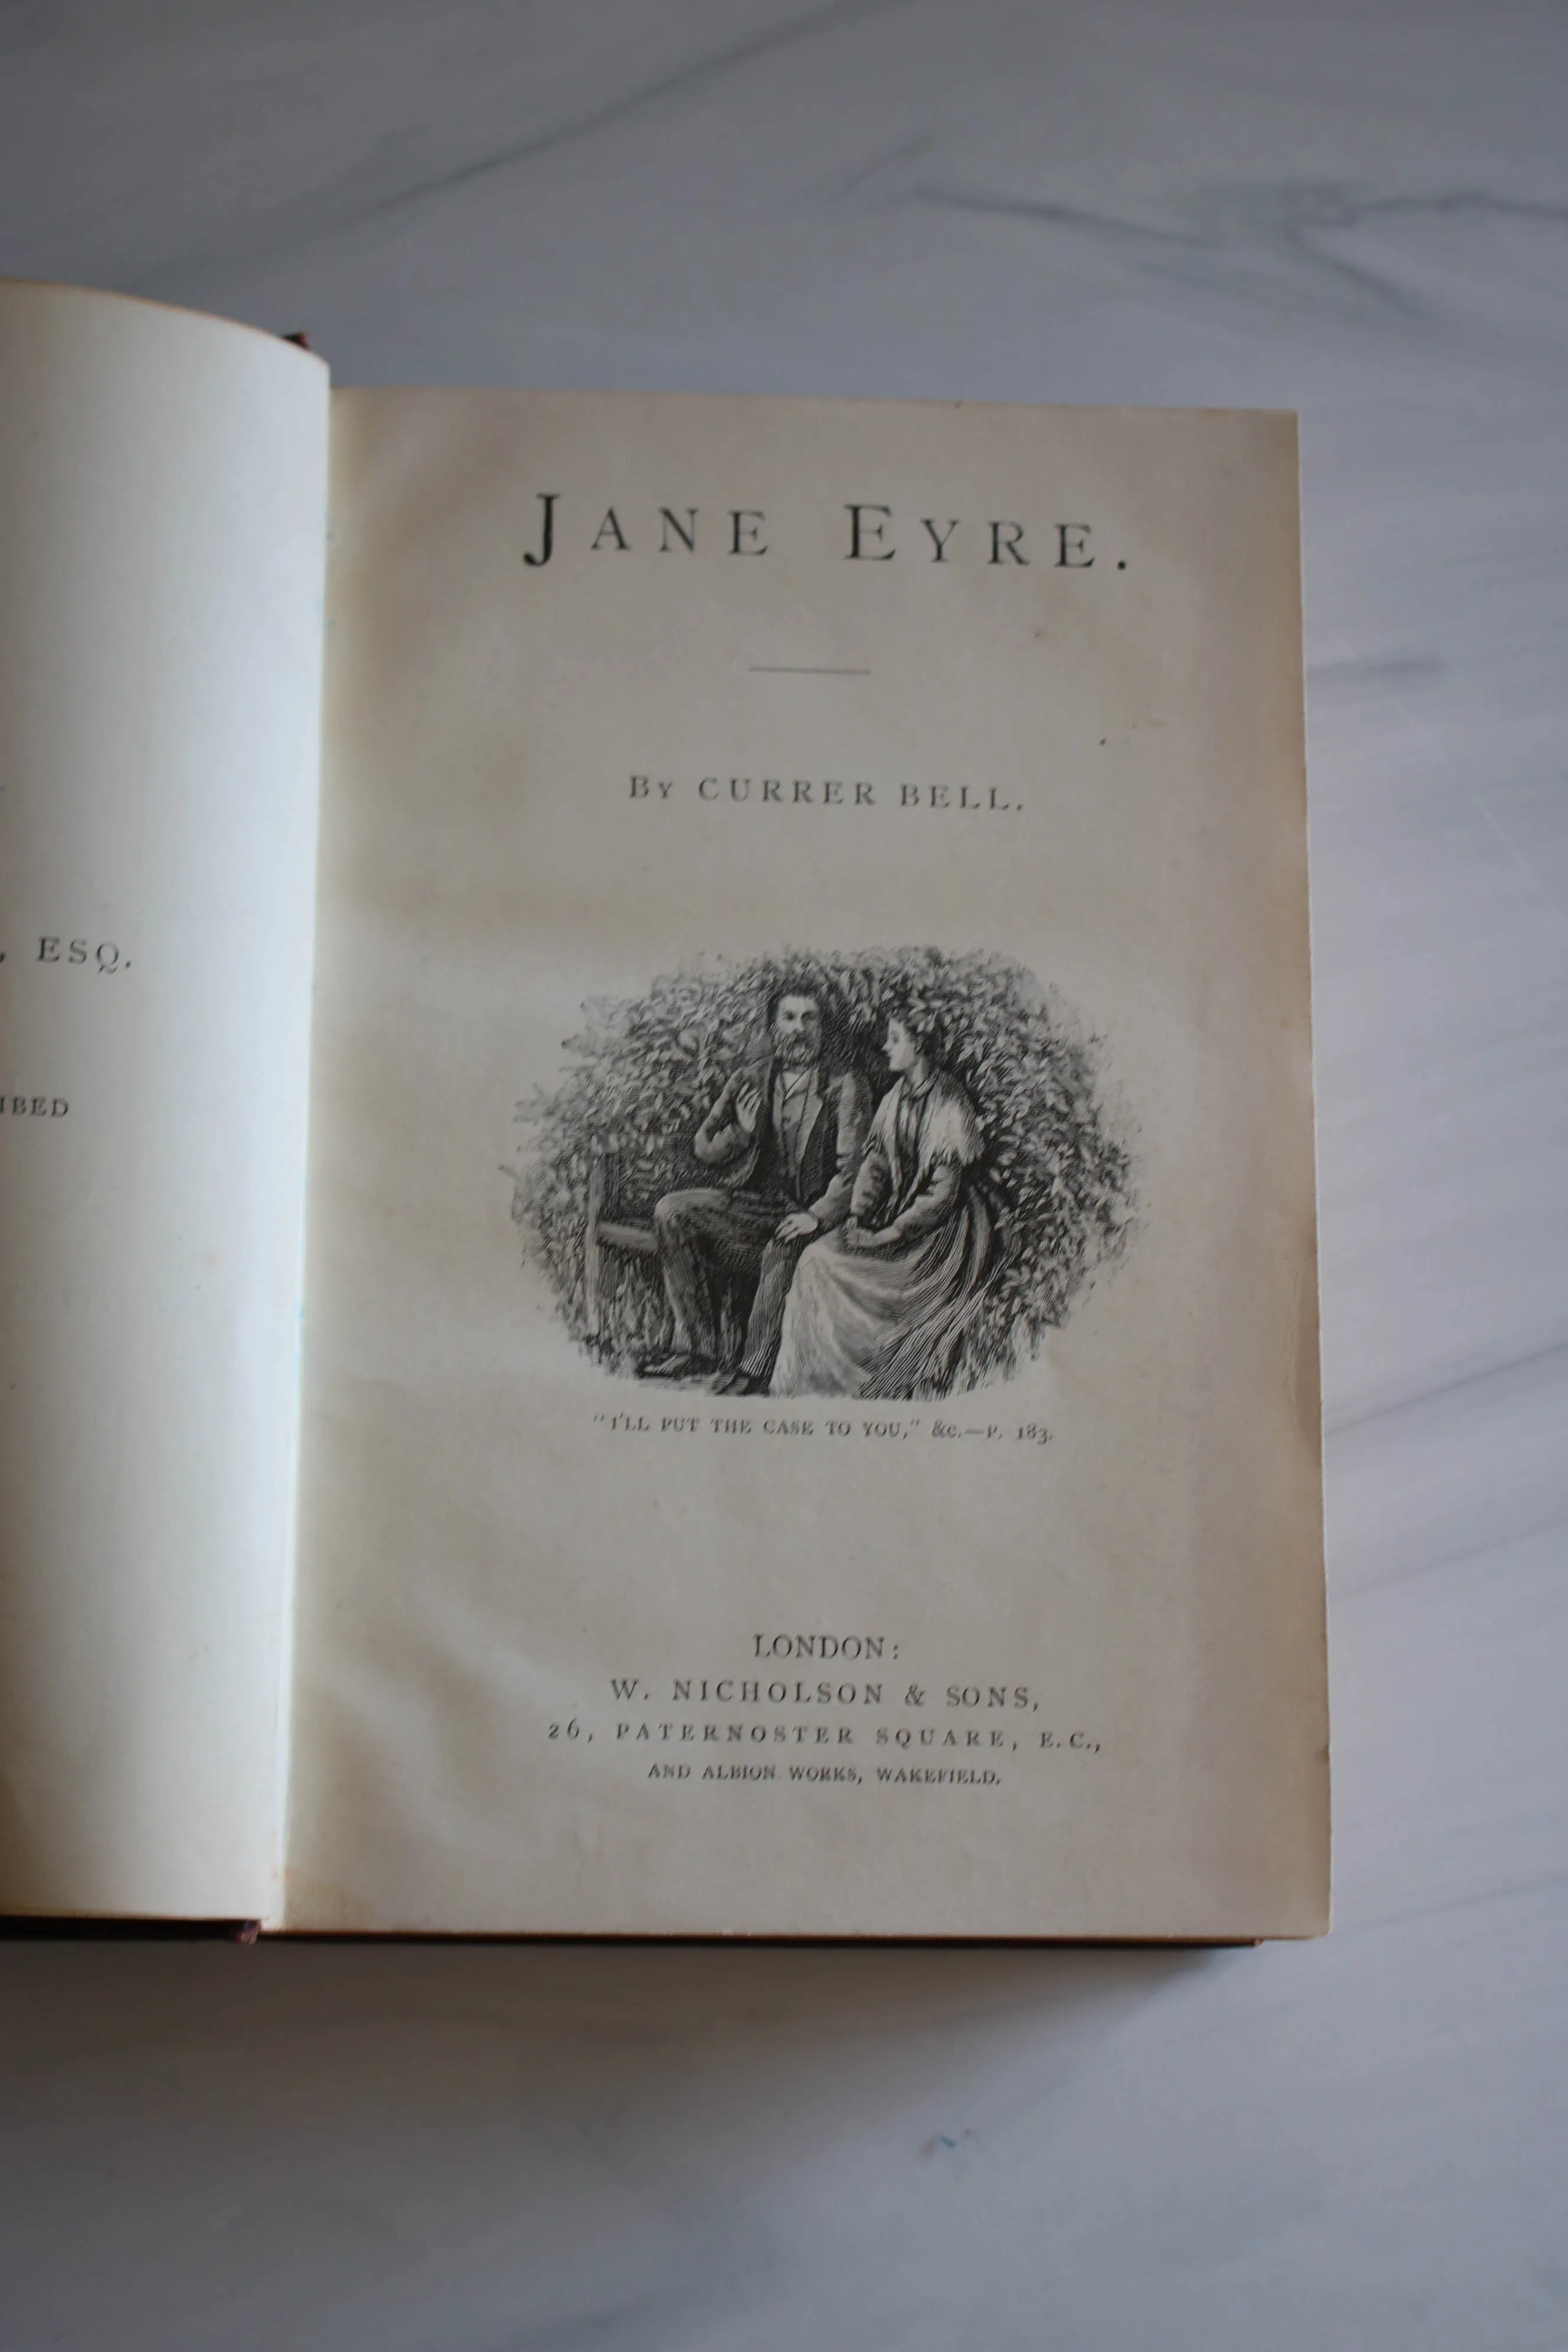 , ESQ.
IBED
JANE EYRE.
By CURRER BELL.
"I'LL PUT THE CASE TO YOU," &c.—P. 183.
LONDON:
W. NICHOLSON & SONS,
26, PATERNOSTER SQUARE, E.C.,
AND ALBION WORKS, WAKEFIELD.